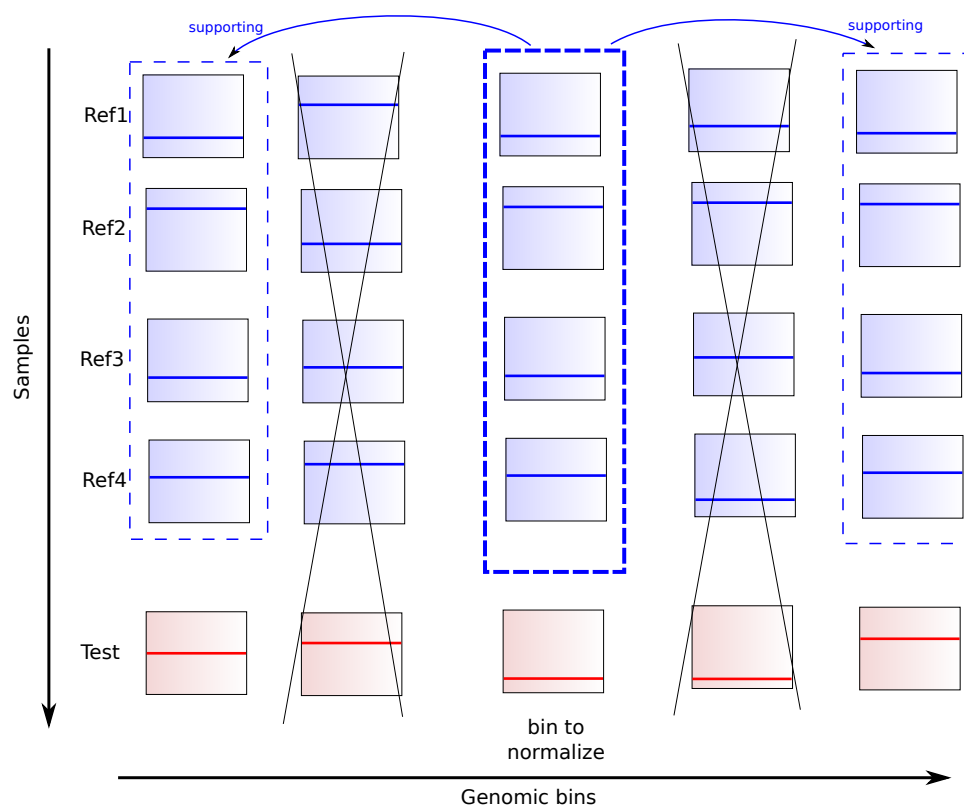 supporting
supporting
Ref1
Ref2
Ref3
Ref4
Test
Samples
bin to
normalize
Genomic bins